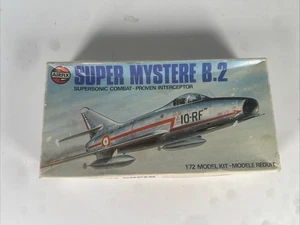 AIRFIX
SUPER MYSTERE B.2
SUPERSONIC COMBAT-PROVEN INTERCEPTOR
10-RF
1:72 MODEL KIT-MODELE REDUIT